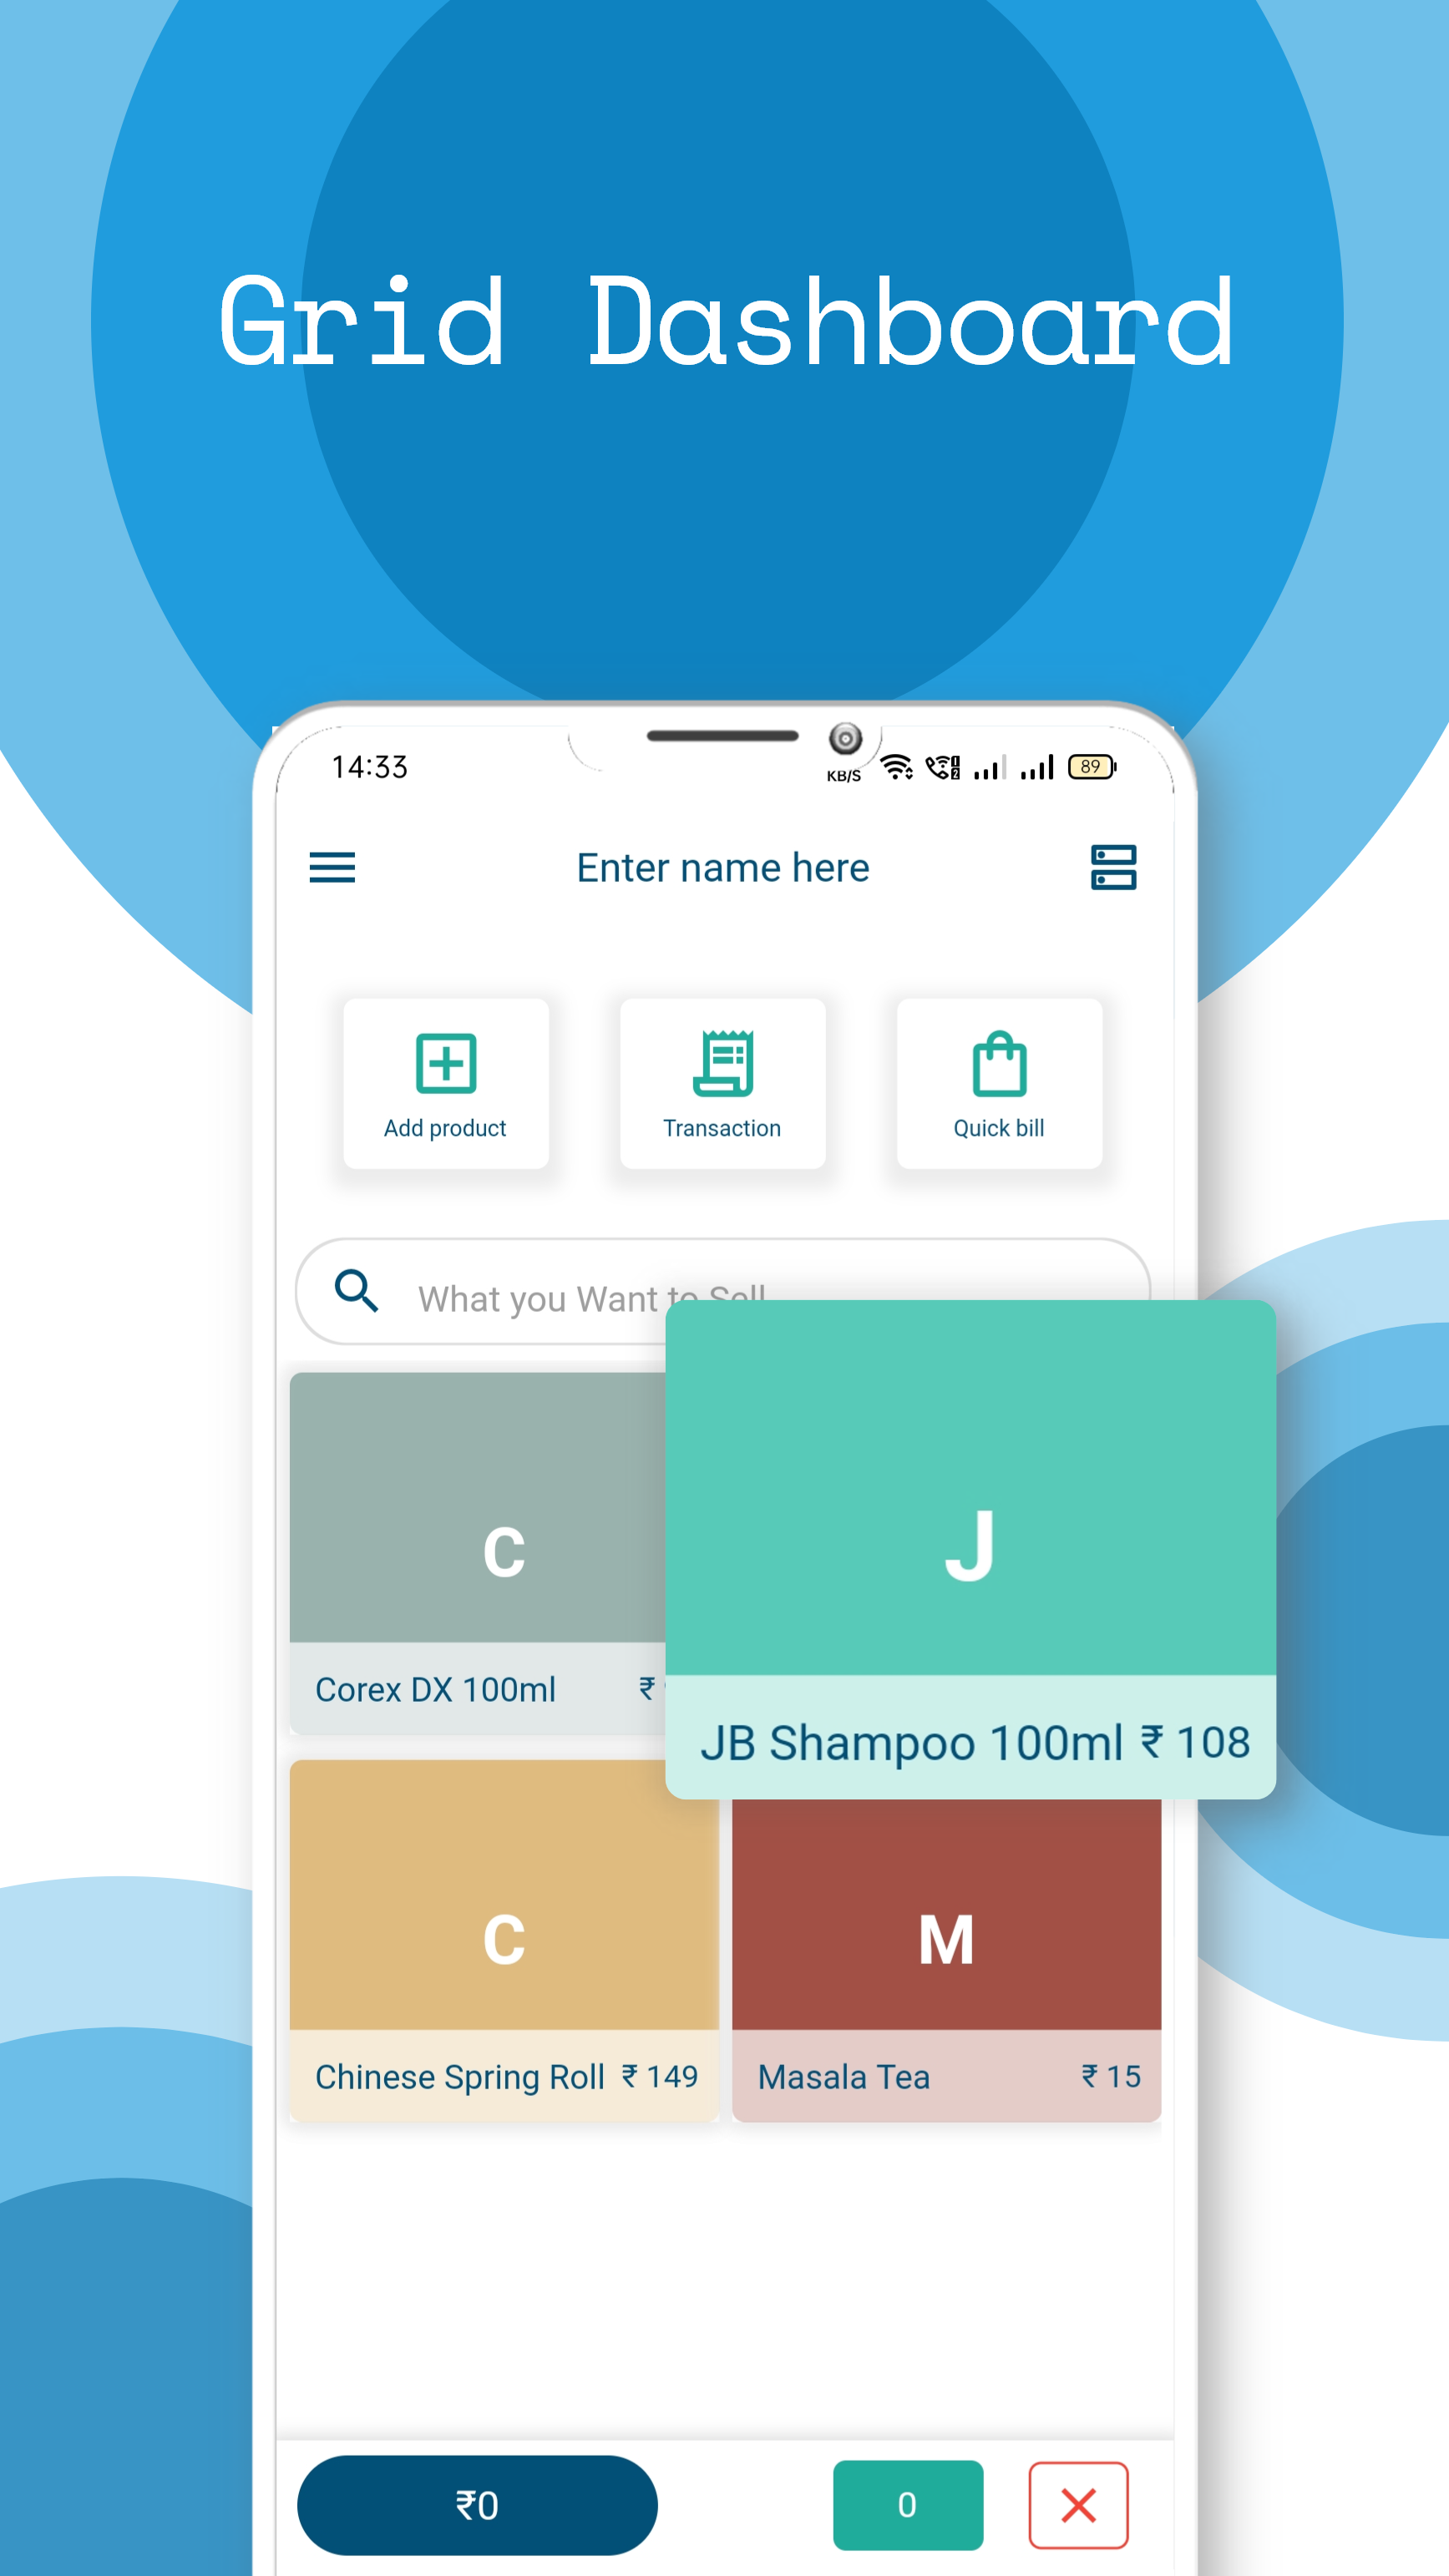 Grid Dashboard
14:33
KB/S
89
Enter name here
Add product
Transaction
Quick bill
What you Want to Sell
C
J
Corex DX 100ml ₹
JB Shampoo 100ml ₹ 108
C
M
Chinese Spring Roll ₹ 149
Masala Tea ₹ 15
₹0
0